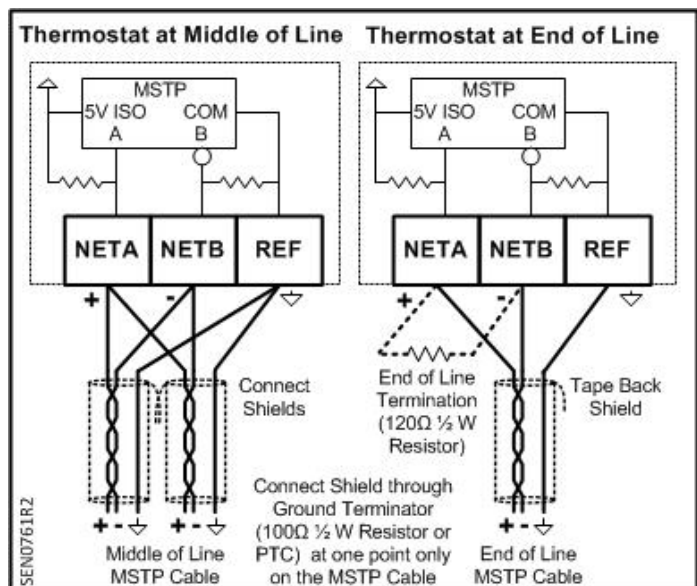 Thermostat at Middle of Line
MSTP
5V ISO COM
A B
NETA NETB REF
+ -
Connect
Shields
+ - + -
Middle of Line
MSTP Cable
Thermostat at End of Line
MSTP
5V ISO COM
A B
NETA NETB REF
+ -
End of Line
Termination
(120Ω ½ W
Resistor)
Tape Back
Shield
Connect Shield through
Ground Terminator
(100Ω ½ W Resistor or
PTC) at one point only
on the MSTP Cable
+ -
End of Line
MSTP Cable
SEN0761R2